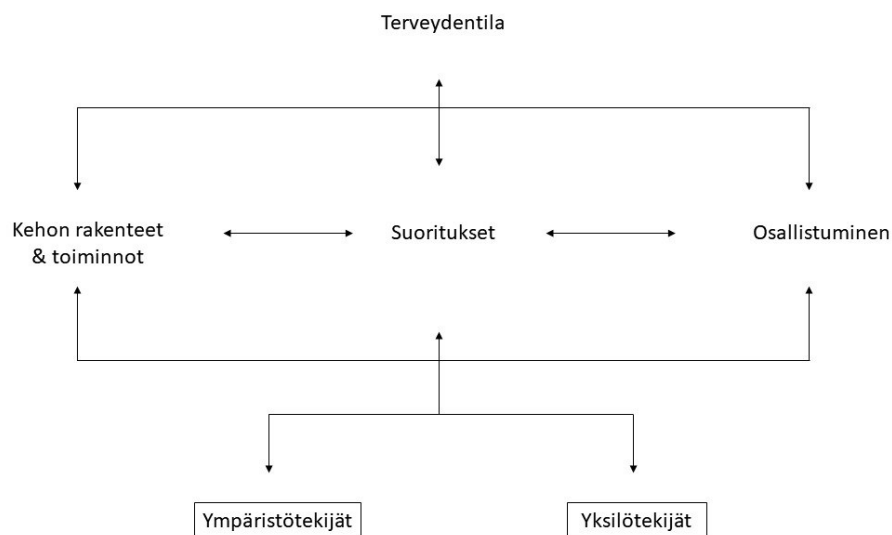 Terveydentila
Kehon rakenteet
& toiminnot
Suoritukset
Osallistuminen
Ympäristötekijät
Yksilötekijät